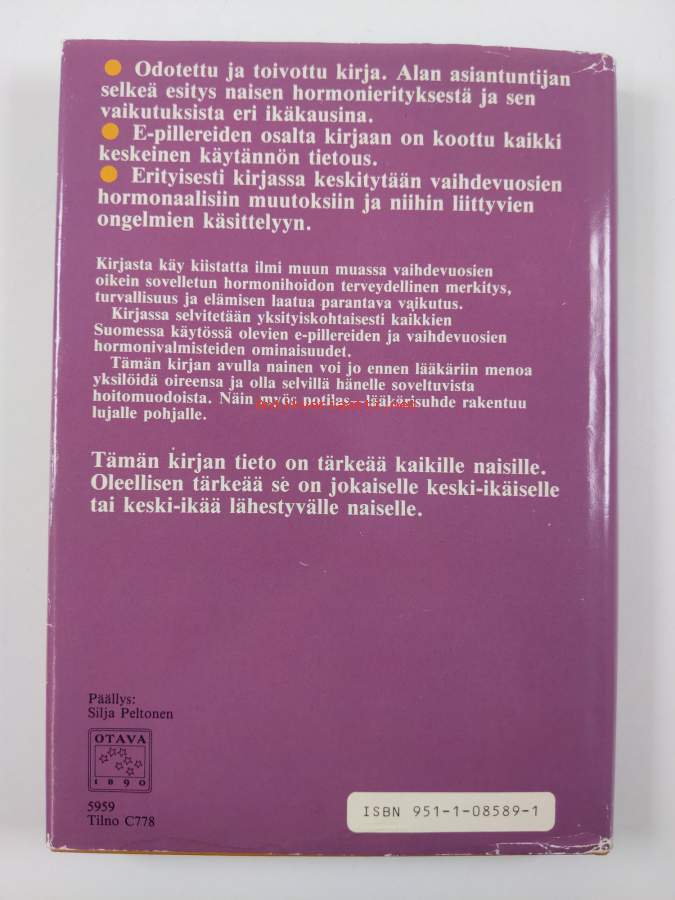 ● Odotettu ja toivottu kirja. Alan asiantuntijan
selkeä esitys naisen hormonierityksestä ja sen
vaikutuksista eri ikäkausina.
● E-pillereiden osalta kirjaan on koottu kaikki
keskeinen käytännön tietous.
● Erityisesti kirjassa keskitytään vaihdevuosien
hormonaalisiin muutoksiin ja niihin liittyvien
ongelmien käsittelyyn.
Kirjasta käy kiistatta ilmi muun muassa vaihdevuosien
oikein sovelletun hormonihoidon terveydellinen merkitys,
turvallisuus ja elämisen laatua parantava vaikutus.
Kirjassa selvitetään yksityiskohtaisesti kaikkien
Suomessa käytössä olevien e-pillereiden ja vaihdevuosien
hormonivalmisteiden ominaisuudet.
Tämän kirjan avulla nainen voi jo ennen lääkäriin menoa
yksilöidä oireensa ja olla selvillä hänelle soveltuvista
hoitomuodoista. Näin myös potilas—lääkärisuhde rakentuu
lujalle pohjalle.
Tämän kirjan tieto on tärkeää kaikille naisille.
Oleellisen tärkeää se on jokaiselle keski-ikäiselle
tai keski-ikää lähestyvälle naiselle.
Päällys:
Silja Peltonen
OTAVA
1890
5959
Tilno C778
ISBN 951-1-08589-1